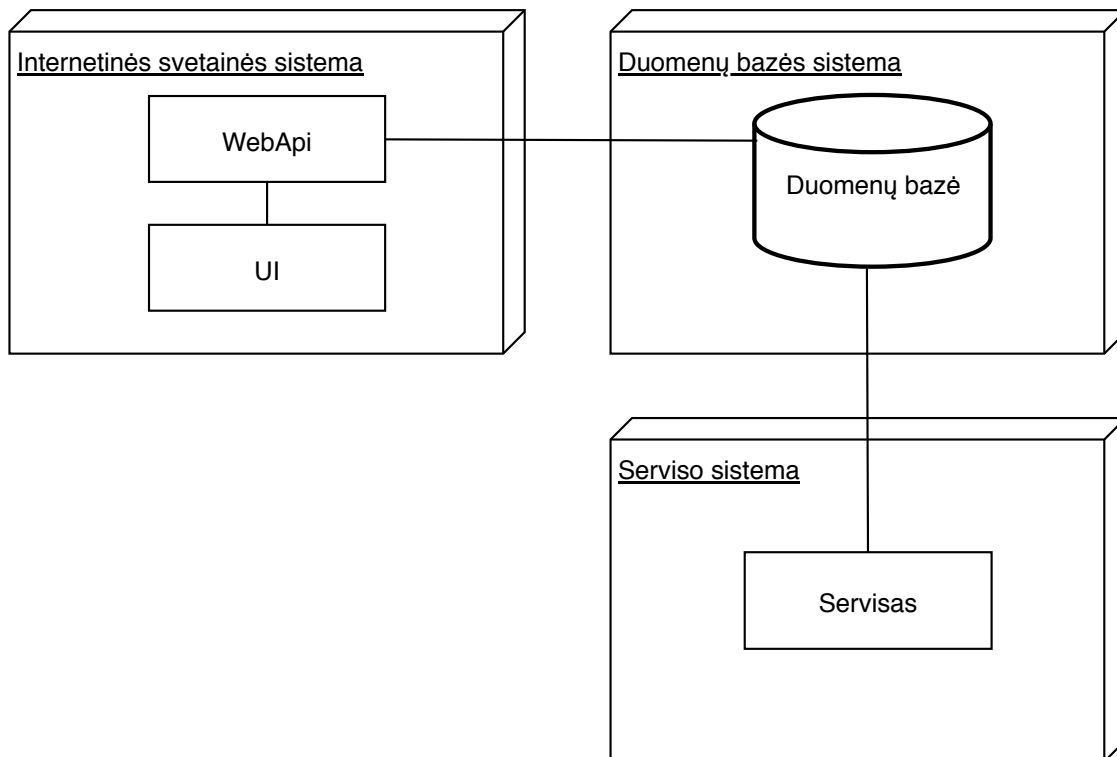 Internetinės svetainės sistema
WebApi
UI
Duomenų bazės sistema
Duomenų bazė
Serviso sistema
Servisas